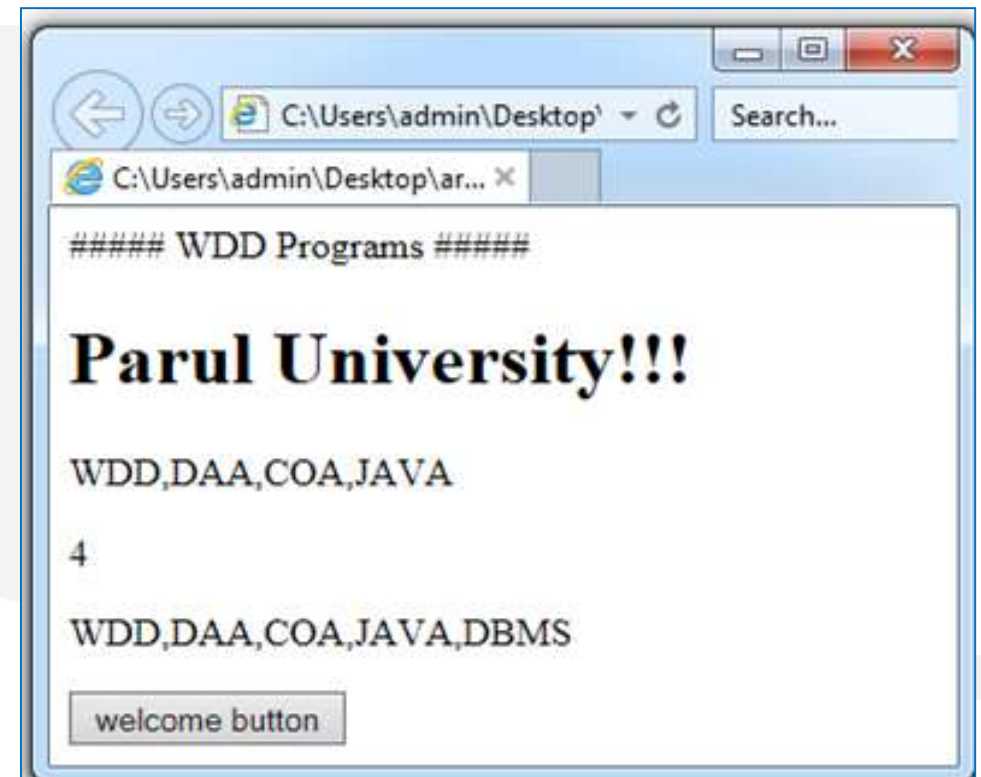 C:\Users\admin\Desktop\
Search...
C:\Users\admin\Desktop\ar...
##### WDD Programs #####
Parul University!!!
WDD,DAA,COA,JAVA
4
WDD,DAA,COA,JAVA,DBMS
welcome button